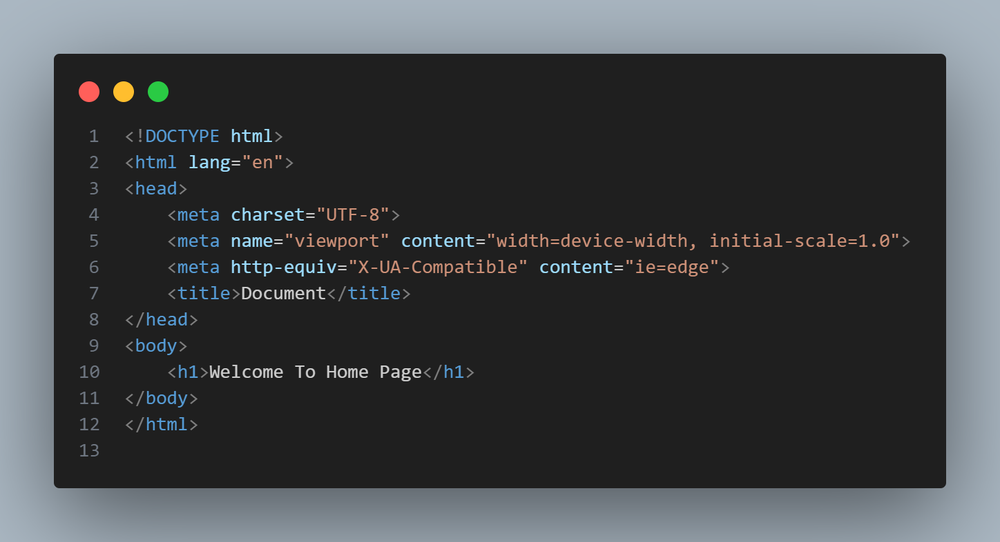 1 <!DOCTYPE html>
2 <html lang="en">
3 <head>
4     <meta charset="UTF-8">
5     <meta name="viewport" content="width=device-width, initial-scale=1.0">
6     <meta http-equiv="X-UA-Compatible" content="ie=edge">
7     <title>Document</title>
8 </head>
9 <body>
10     <h1>Welcome To Home Page</h1>
11 </body>
12 </html>
13